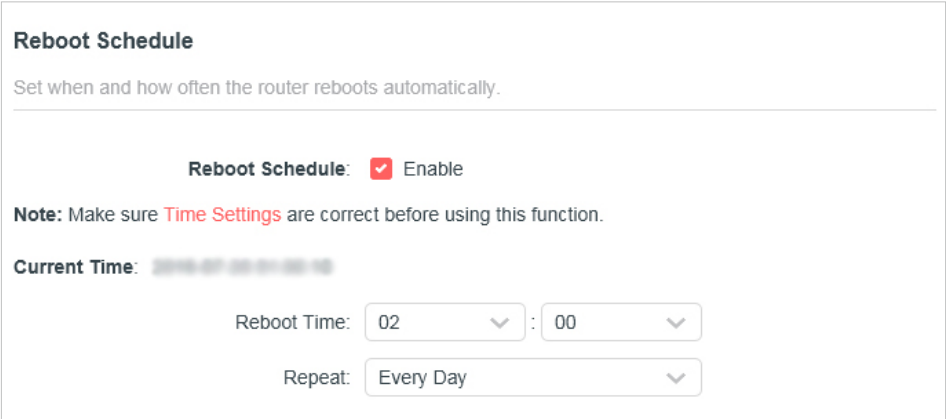 Reboot Schedule
Set when and how often the router reboots automatically.
Reboot Schedule: Enable
Note: Make sure Time Settings are correct before using this function.
Current Time:
Reboot Time: 02 : 00
Repeat: Every Day